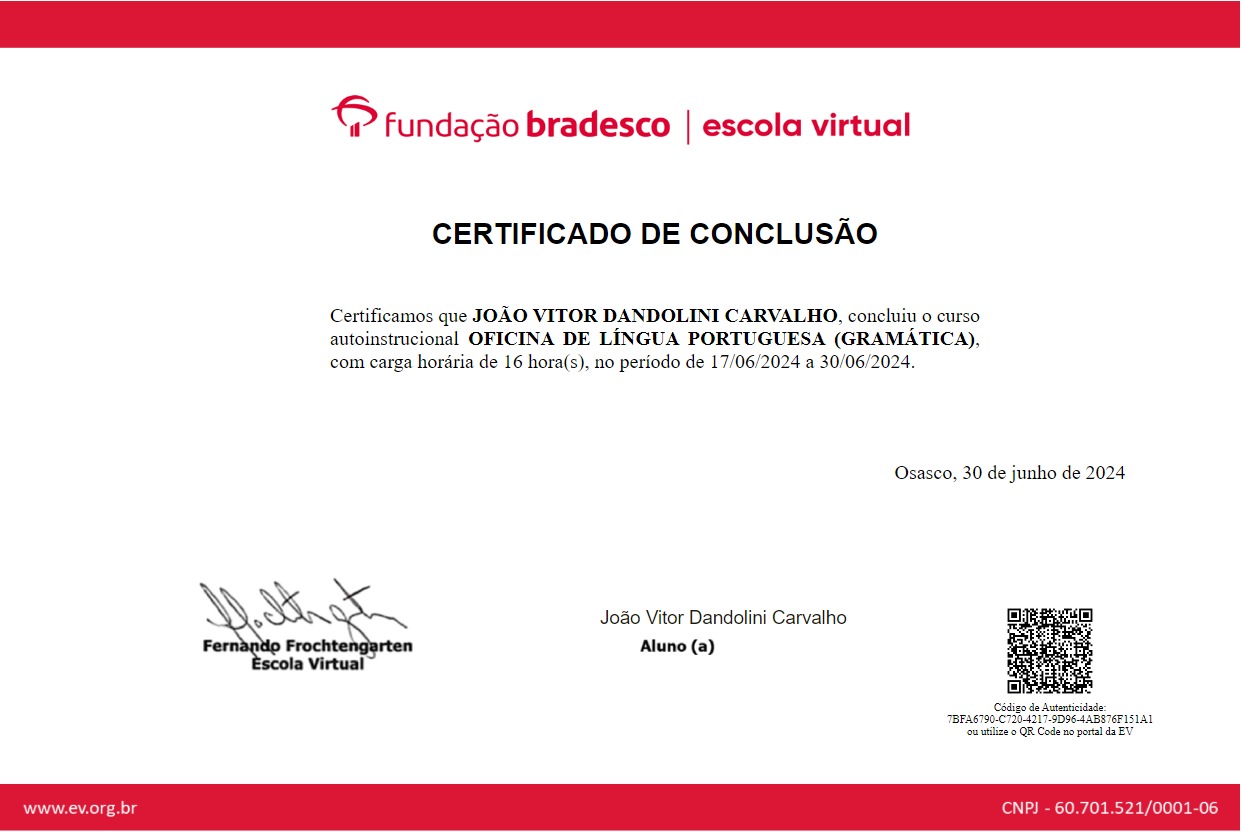 fundação bradesco | escola virtual
CERTIFICADO DE CONCLUSÃO
Certificamos que JOÃO VITOR DANDOLINI CARVALHO, concluiu o curso
autoinstrucional OFICINA DE LÍNGUA PORTUGUESA (GRAMÁTICA),
com carga horária de 16 hora(s), no período de 17/06/2024 a 30/06/2024.
Osasco, 30 de junho de 2024
Fernando Frochtengarten
Escola Virtual
João Vitor Dandolini Carvalho
Aluno (a)
Código de Autenticidade:
7BFA6790-C720-4217-9D96-4AB876F151A1
ou utilize o QR Code no portal da EV
www.ev.org.br
CNPJ - 60.701.521/0001-06